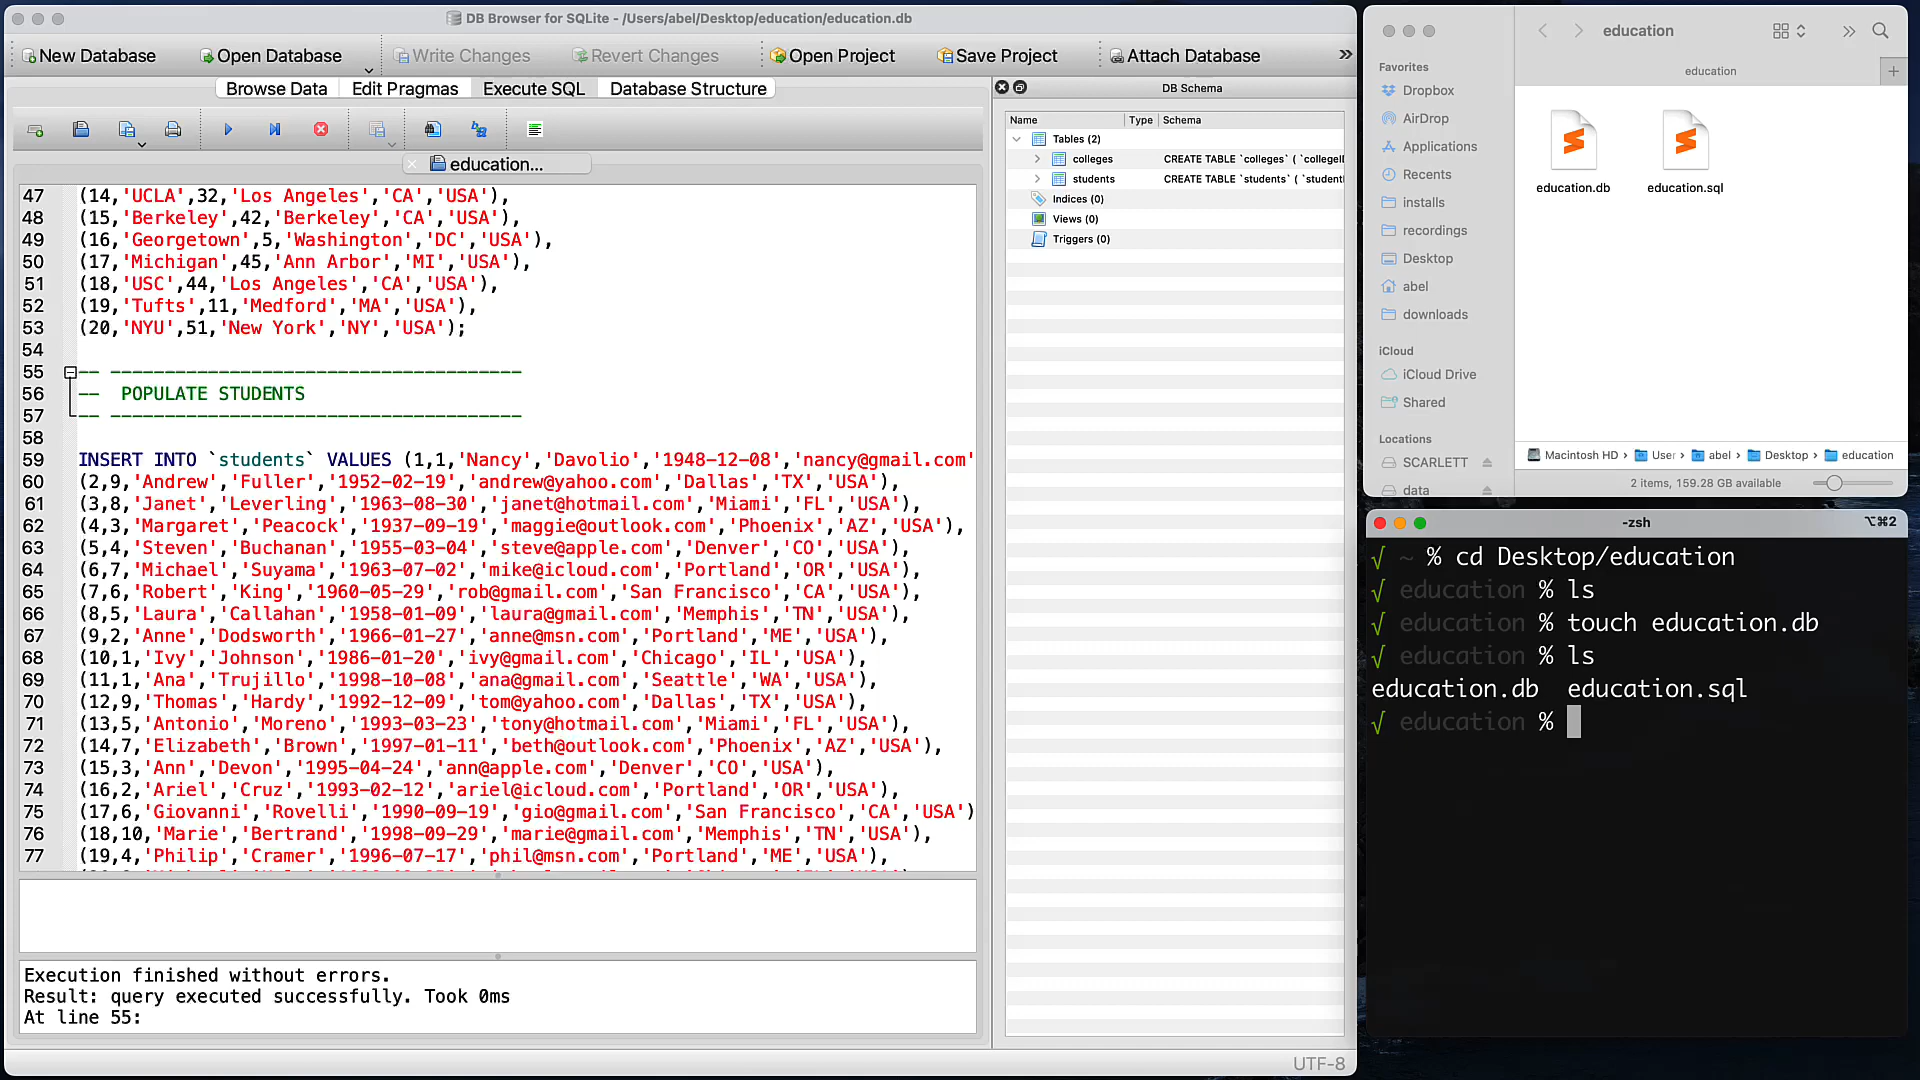 DB Browser for SQLite - /Users/abel/Desktop/education/education.db
New Database
Open Database
Write Changes
Revert Changes
Open Project
Save Project
Attach Database
»
Browse Data
Edit Pragmas
Execute SQL
Database Structure
education...
47 (14,'UCLA',32,'Los Angeles','CA','USA'),
48 (15,'Berkeley',42,'Berkeley','CA','USA'),
49 (16,'Georgetown',5,'Washington','DC','USA'),
50 (17,'Michigan',45,'Ann Arbor','MI','USA'),
51 (18,'USC',44,'Los Angeles','CA','USA'),
52 (19,'Tufts',11,'Medford','MA','USA'),
53 (20,'NYU',51,'New York','NY','USA');
54
55 -- --------------------------------------
56 -- POPULATE STUDENTS
57 -- --------------------------------------
58
59 INSERT INTO `students` VALUES (1,1,'Nancy','Davolio','1948-12-08','nancy@gmail.com'
60 (2,9,'Andrew','Fuller','1952-02-19','andrew@yahoo.com','Dallas','TX','USA'),
61 (3,8,'Janet','Leverling','1963-08-30','janet@hotmail.com','Miami','FL','USA'),
62 (4,3,'Margaret','Peacock','1937-09-19','maggie@outlook.com','Phoenix','AZ','USA'),
63 (5,4,'Steven','Buchanan','1955-03-04','steve@apple.com','Denver','CO','USA'),
64 (6,7,'Michael','Suyama','1963-07-02','mike@icloud.com','Portland','OR','USA'),
65 (7,6,'Robert','King','1960-05-29','rob@gmail.com','San Francisco','CA','USA'),
66 (8,5,'Laura','Callahan','1958-01-09','laura@gmail.com','Memphis','TN','USA'),
67 (9,2,'Anne','Dodsworth','1966-01-27','anne@msn.com','Portland','ME','USA'),
68 (10,1,'Ivy','Johnson','1986-01-20','ivy@gmail.com','Chicago','IL','USA'),
69 (11,1,'Ana','Trujillo','1998-10-08','ana@gmail.com','Seattle','WA','USA'),
70 (12,9,'Thomas','Hardy','1992-12-09','tom@yahoo.com','Dallas','TX','USA'),
71 (13,5,'Antonio','Moreno','1993-03-23','tony@hotmail.com','Miami','FL','USA'),
72 (14,7,'Elizabeth','Brown','1997-01-11','beth@outlook.com','Phoenix','AZ','USA'),
73 (15,3,'Ann','Devon','1995-04-24','ann@apple.com','Denver','CO','USA'),
74 (16,2,'Ariel','Cruz','1993-02-12','ariel@icloud.com','Portland','OR','USA'),
75 (17,6,'Giovanni','Rovelli','1990-09-19','gio@gmail.com','San Francisco','CA','USA')
76 (18,10,'Marie','Bertrand','1998-09-29','marie@gmail.com','Memphis','TN','USA'),
77 (19,4,'Philip','Cramer','1996-07-17','phil@msn.com','Portland','ME','USA'),
Execution finished without errors.
Result: query executed successfully. Took 0ms
At line 55:
UTF-8
DB Schema
Name Type Schema
Tables (2)
colleges CREATE TABLE `colleges` ( `collegeI
students CREATE TABLE `students` ( `student
Indices (0)
Views (0)
Triggers (0)
education
»
education
+
Favorites
Dropbox
AirDrop
Applications
Recents
installs
recordings
Desktop
abel
downloads
iCloud
iCloud Drive
Shared
Locations
SCARLETT
data
education.db
education.sql
Macintosh HD › User › abel › Desktop › education
2 items, 159.28 GB available
-zsh
⌥⌘2
√ ~ % cd Desktop/education
√ education % ls
√ education % touch education.db
√ education % ls
education.db education.sql
√ education %